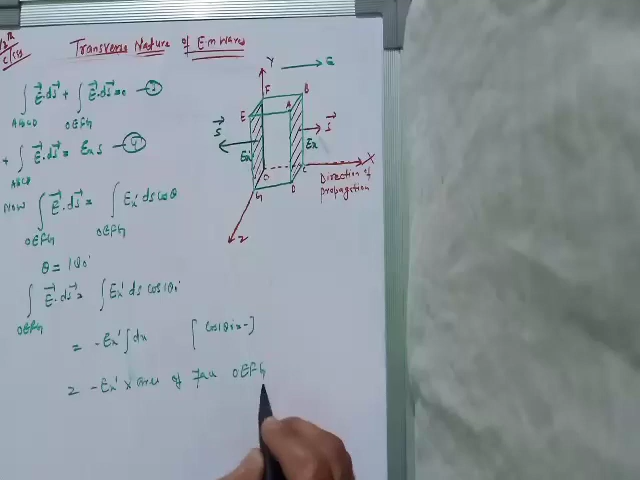 12th
class
Transverse Nature of Em Waves
∫ E⃗.ds⃗ + ∫ E⃗.ds⃗ = 0 — 3
ABCD OEFG
+ ∫ E⃗.ds⃗ = Ex S — 4
ABCD
Now ∫ E⃗.ds⃗ = ∫ Ex' ds cosθ
OEFG OEFG
θ = 180°
∫ E⃗.ds⃗ = ∫ Ex' ds cos180°
OEFG
= -Ex' ∫ ds [cos180 = -]
= -Ex' x area of face OEFG
Y
E
F
B
E
A
S⃗
S⃗
Ex'
Ex
O
C
X
G
D
Direction of
propagation
Z